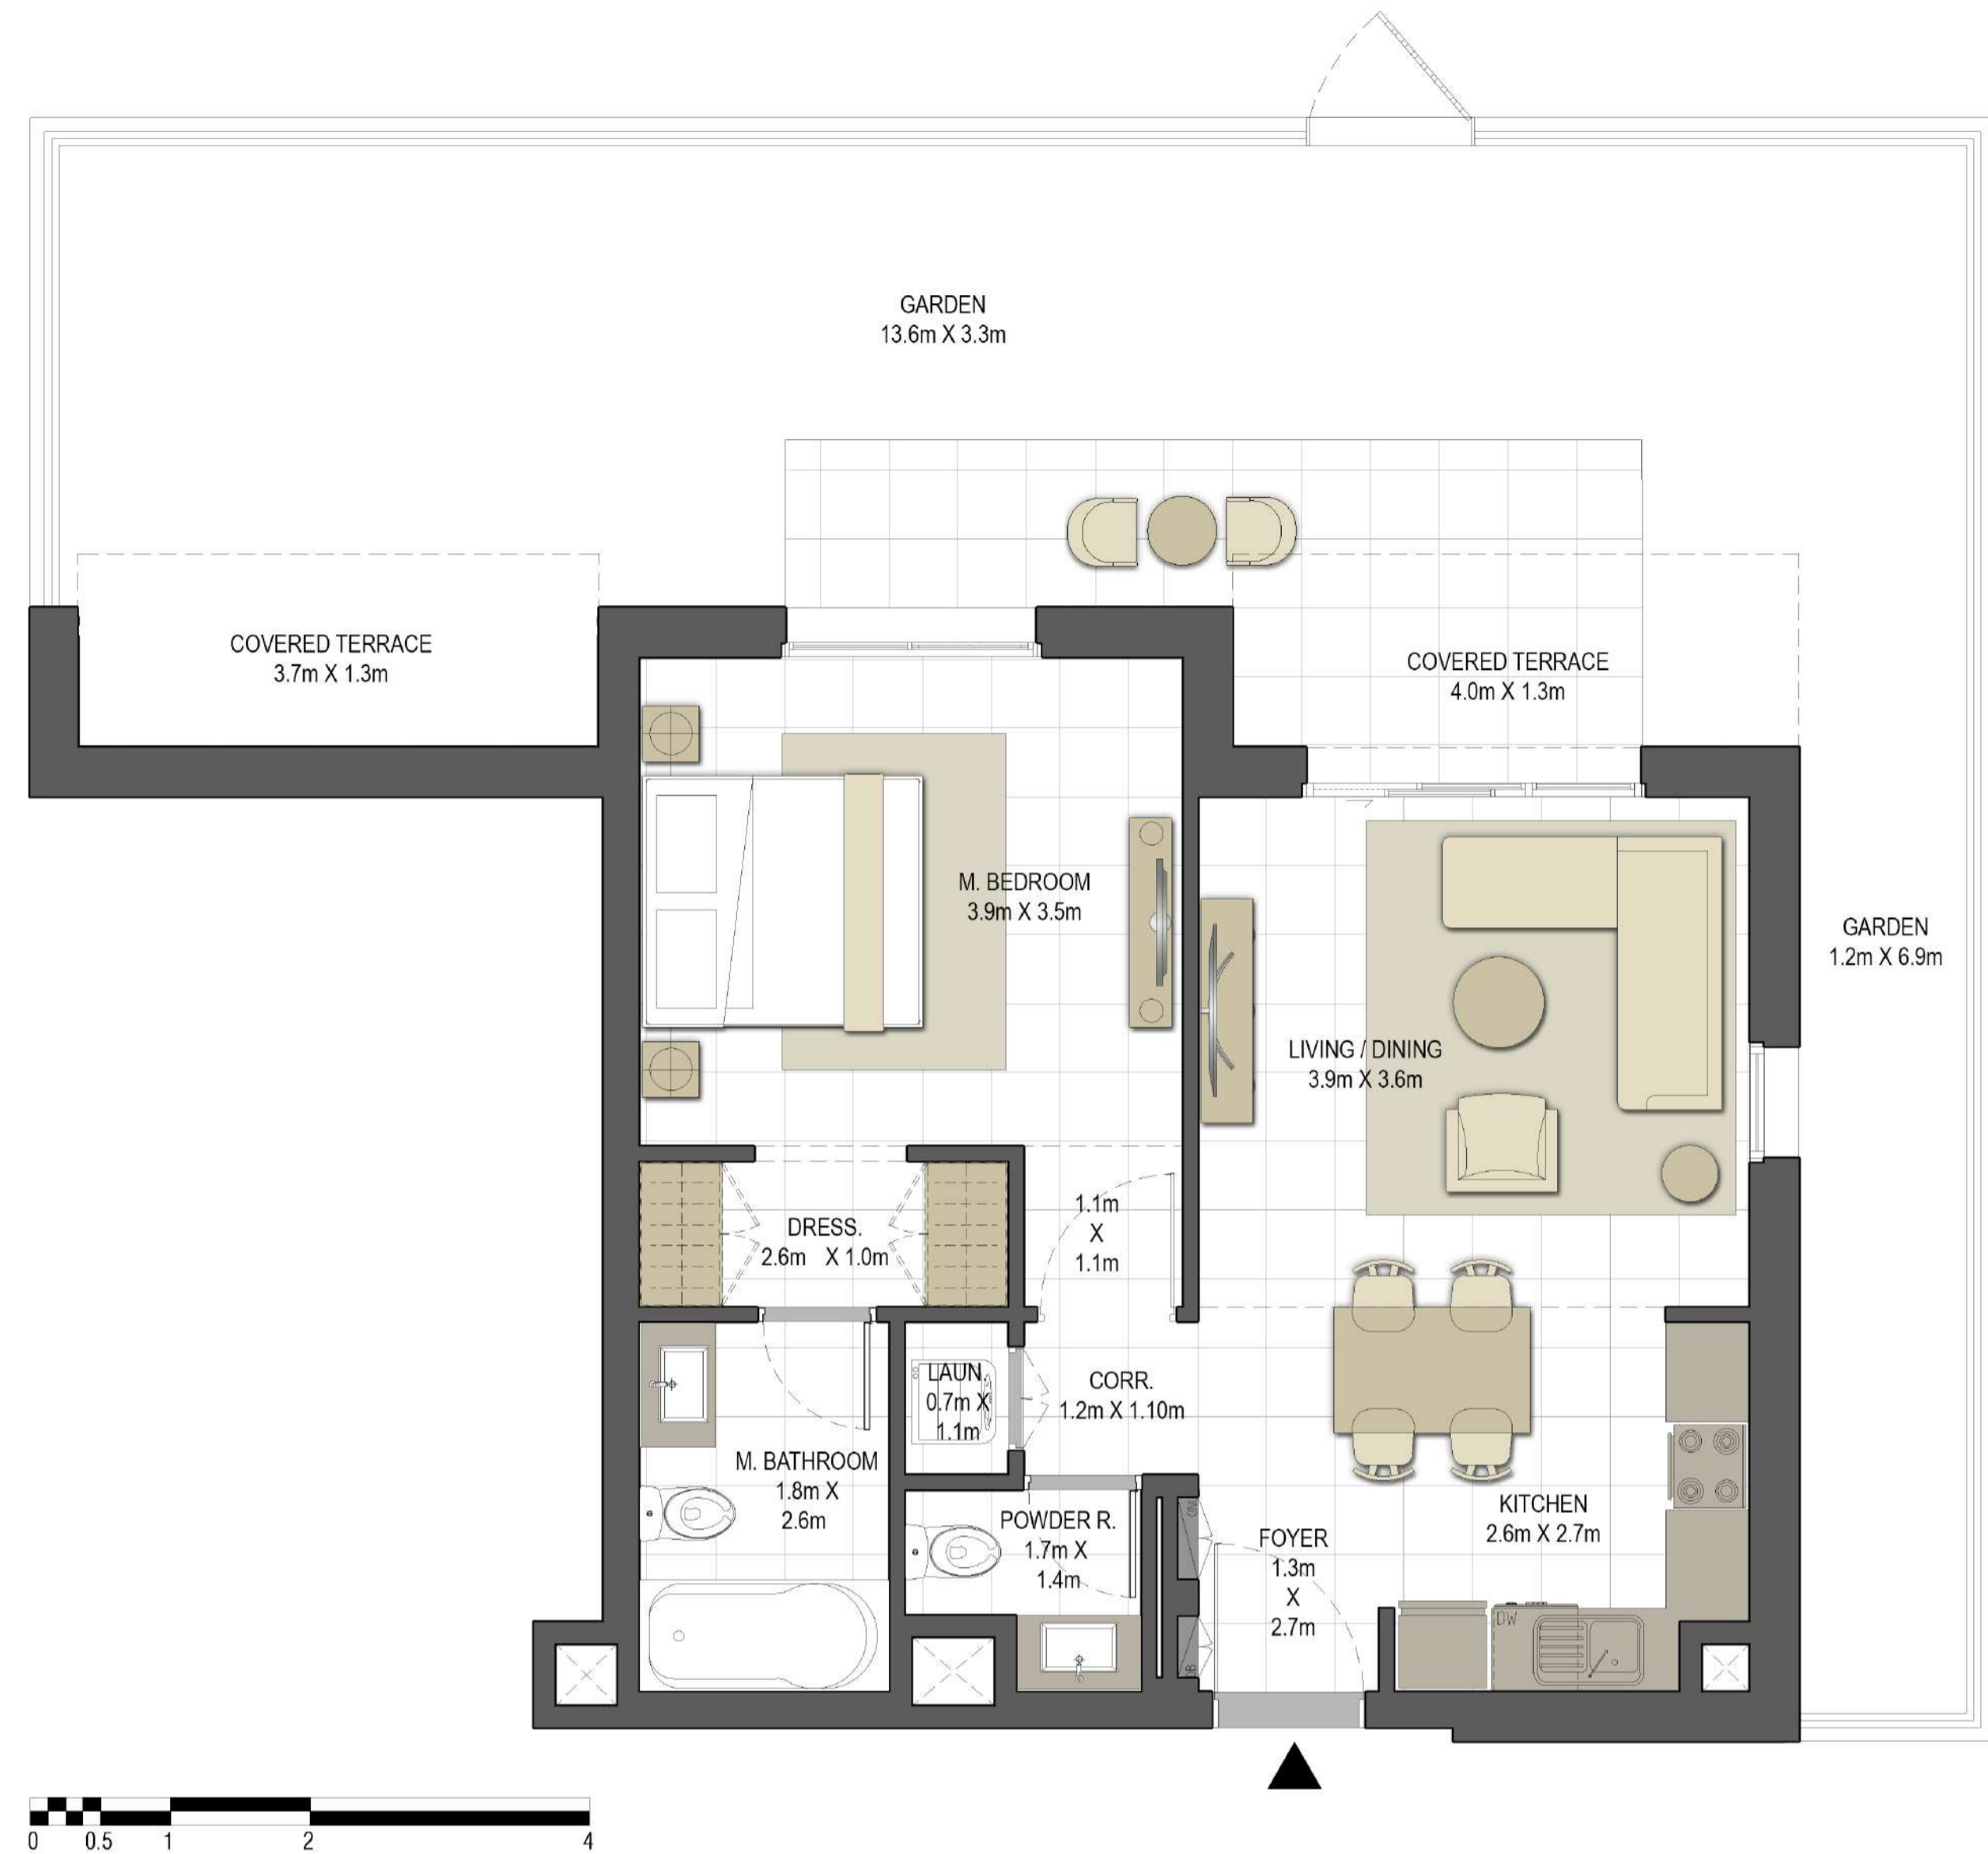 GARDEN
13.6m X 3.3m
COVERED TERRACE
3.7m X 1.3m
COVERED TERRACE
4.0m X 1.3m
M. BEDROOM
3.9m X 3.5m
GARDEN
1.2m X 6.9m
LIVING / DINING
3.9m X 3.6m
DRESS.
2.6m X 1.0m
1.1m
X
1.1m
LAUN.
0.7m X
1.1m
CORR.
1.2m X 1.10m
M. BATHROOM
1.8m X
2.6m
POWDER R.
1.7m X
1.4m
FOYER
1.3m
X
2.7m
KITCHEN
2.6m X 2.7m
DW
0 0.5 1 2 4